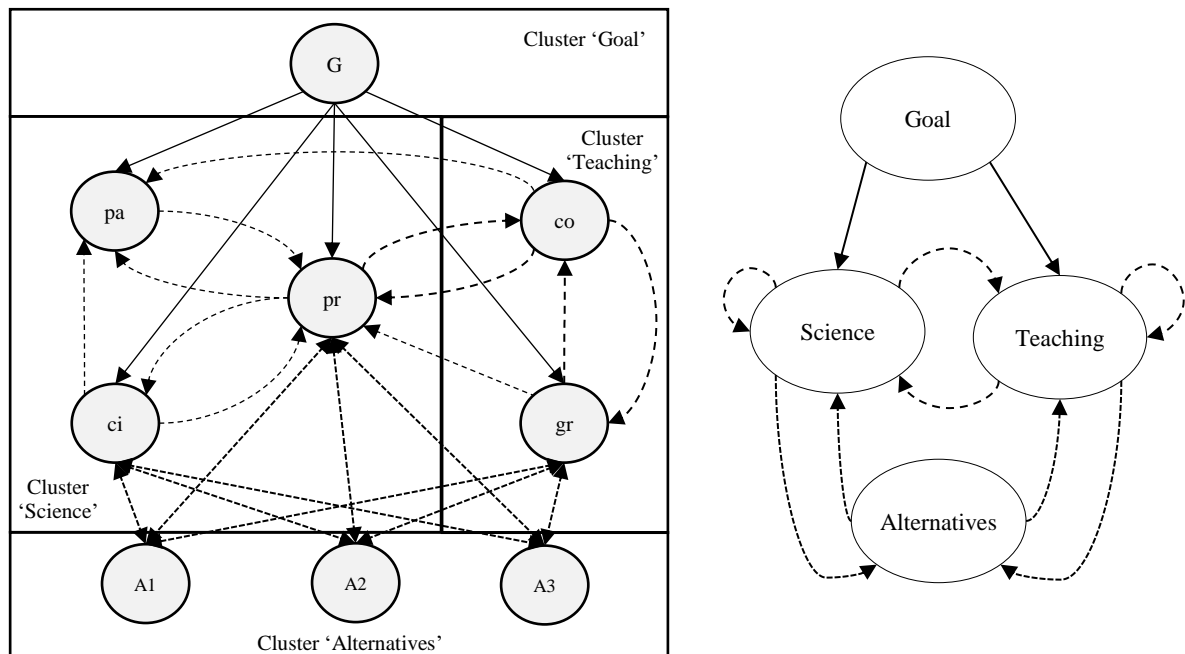 Cluster ‘Goal’
G
Cluster
‘Teaching’
pa
co
pr
ci
gr
Cluster
‘Science’
A1
A2
A3
Cluster ‘Alternatives’
Goal
Science
Teaching
Alternatives